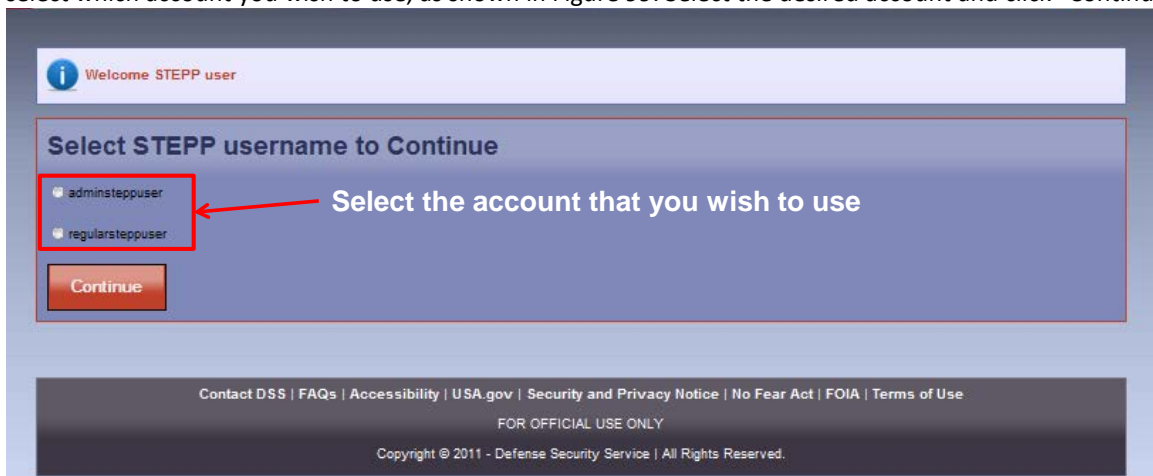 select which account you wish to use, as shown in Figure
Select the desired account and click "Continu
Welcome STEPP user
Select STEPP username to Continue
adminsteppuser
Select the account that you wish to use
regularsteppuser
Continue
Contact DSS | FAQs | Accessibility | USA.gov | Security and Privacy Notice | No Fear Act | FOIA | Terms of Use
FOR OFFICIAL USE ONLY
Copyright © 2011 - Defense Security Service | All Rights Reserved.